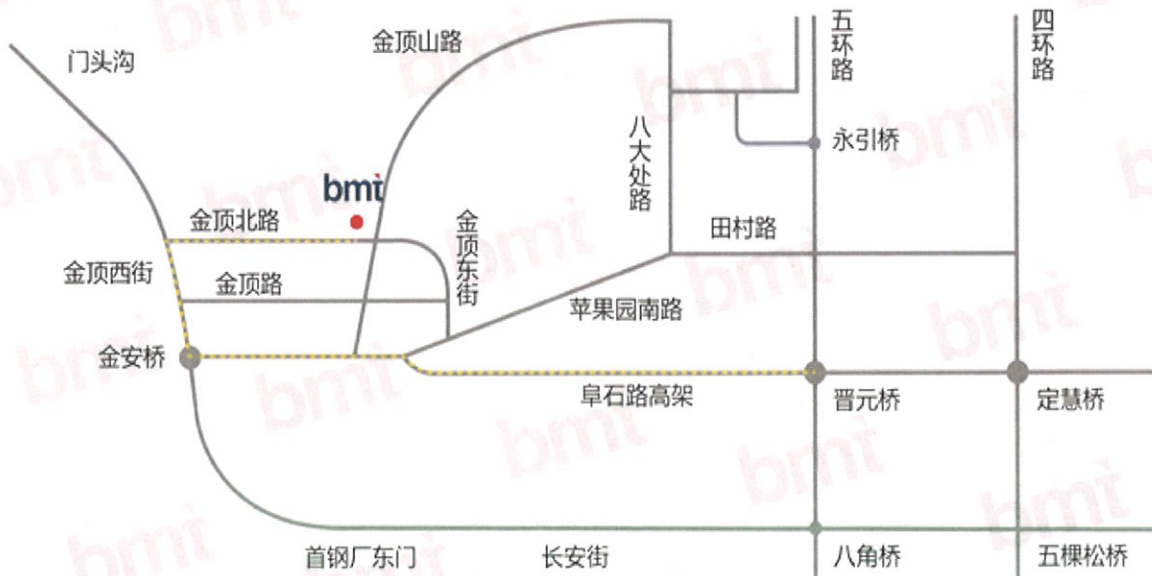 门头沟
金顶山路
五环路
四环路
八大处路
永引桥
bmt
金顶北路
金顶东街
田村路
金顶西街
金顶路
苹果园南路
金安桥
阜石路高架
晋元桥
定慧桥
首钢厂东门
长安街
八角桥
五棵松桥